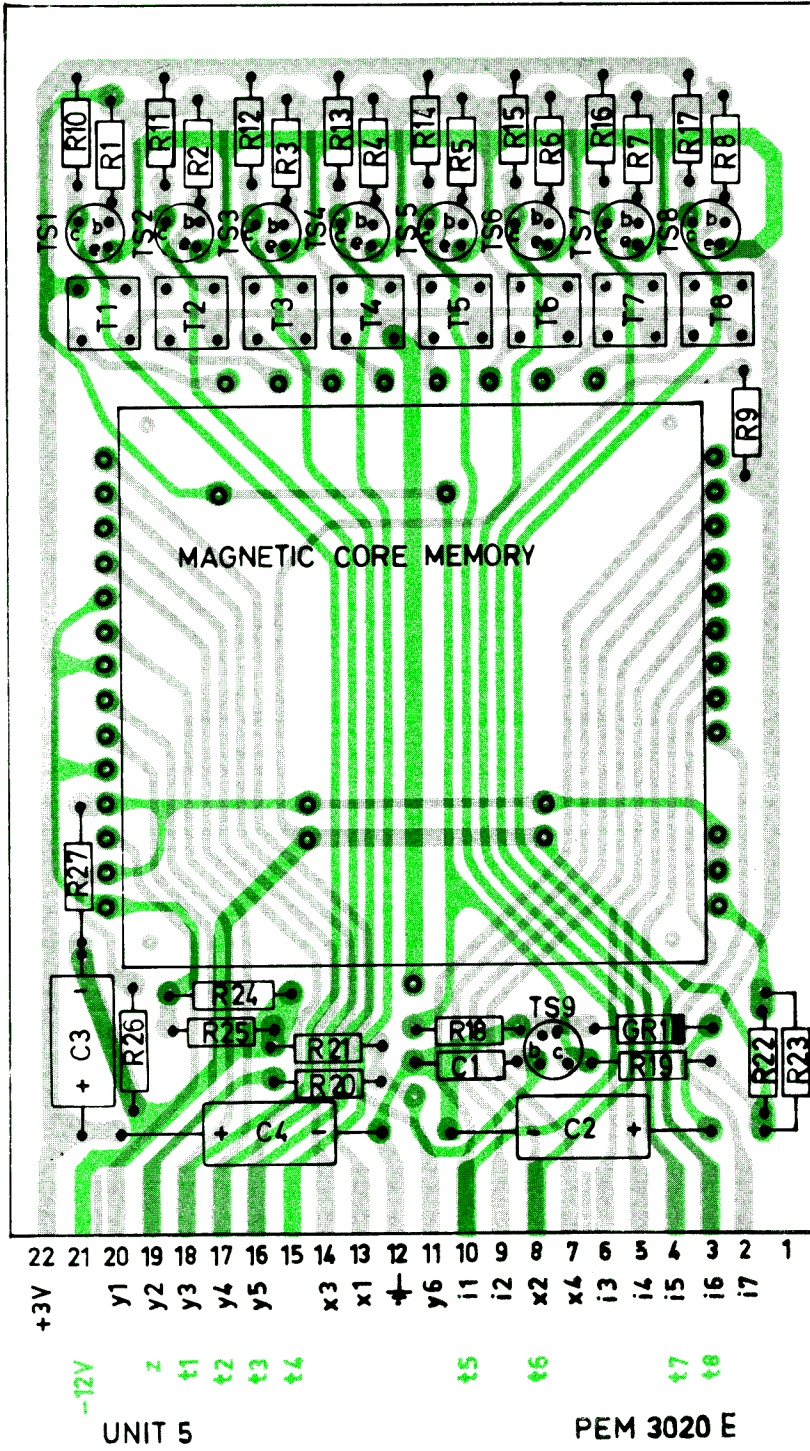 R10 R11 R12 R13 R14 R15 R16 R17
R1 R2 R3 R4 R5 R6 R7 R8
TS1 TS2 TS3 TS4 TS5 TS6 TS7 TS8
T1 T2 T3 T4 T5 T6 T7 T8
R9
MAGNETIC CORE MEMORY
R27
R24
TS9
R25 R18 GR1
R26 R21 C1 R19 R22 R23
b c
C3
R20
+ -
+ C4 - - C2 +
22 21 20 19 18 17 16 15 14 13 12 11 10 9 8 7 6 5 4 3 2 1
+3V y1 y2 y3 y4 y5 x3 x1 y6 i1 i2 x2 x4 i3 i4 i5 i6 i7
-12V z t1 t2 t3 t4 t5 t6 t7 t8
UNIT 5 PEM 3020 E